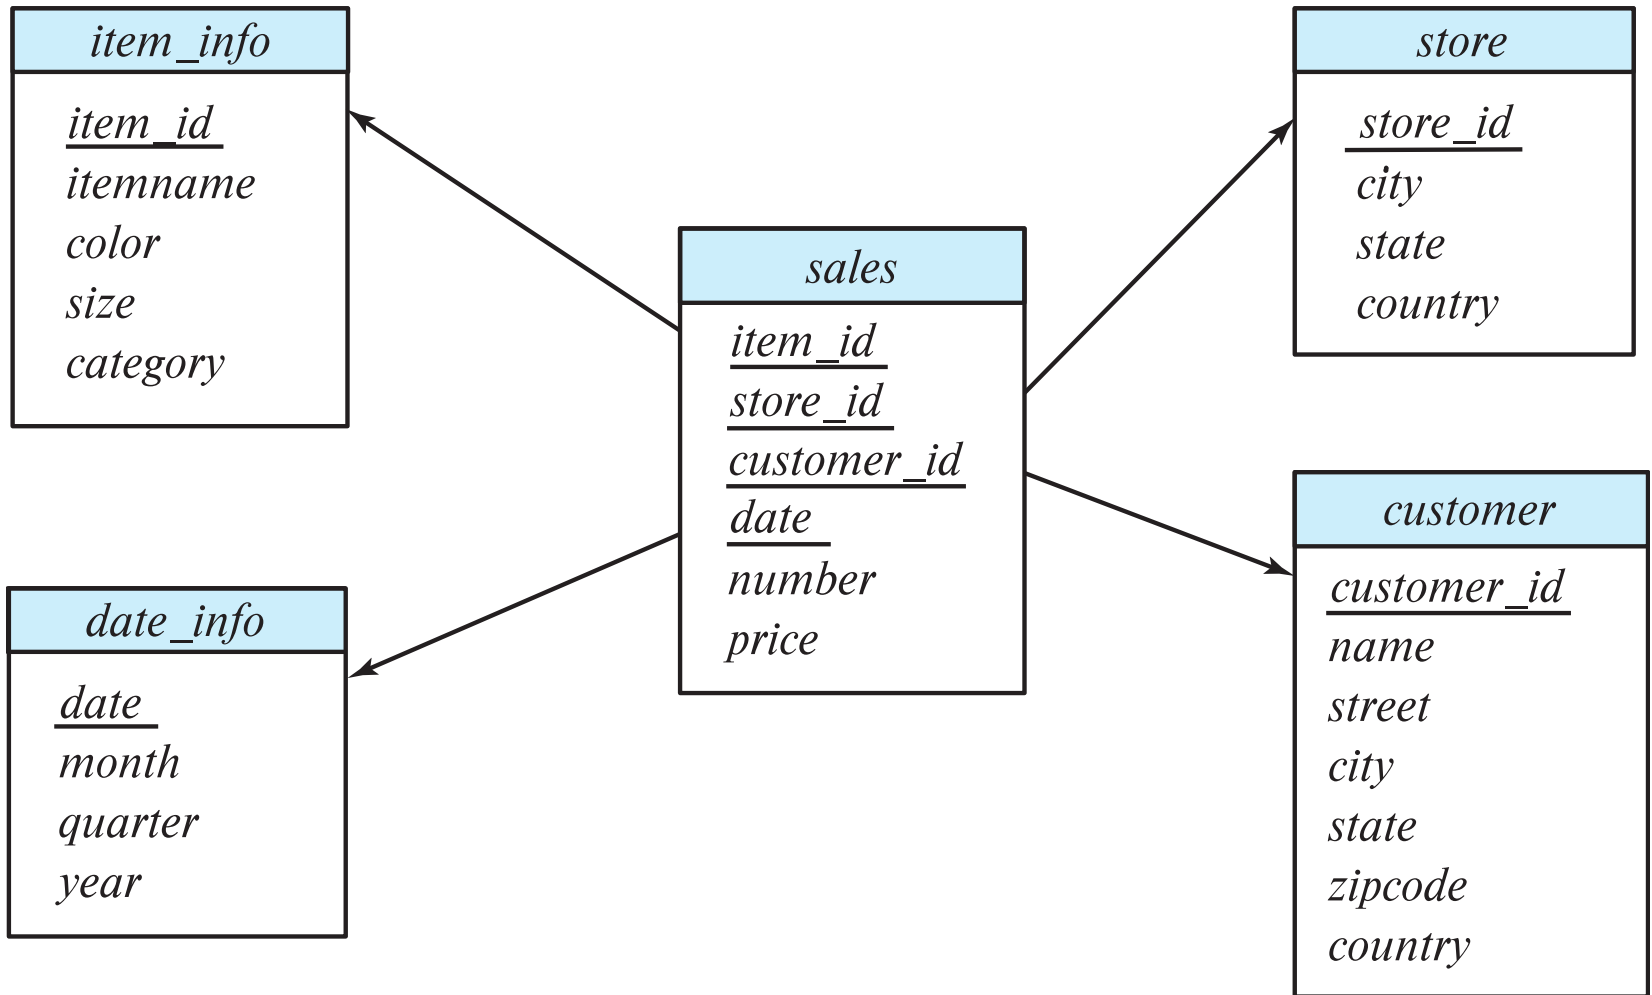 item_info
item_id
itemname
color
size
category
store
store_id
city
state
country
sales
item_id
store_id
customer_id
date
number
price
date_info
date
month
quarter
year
customer
customer_id
name
street
city
state
zipcode
country